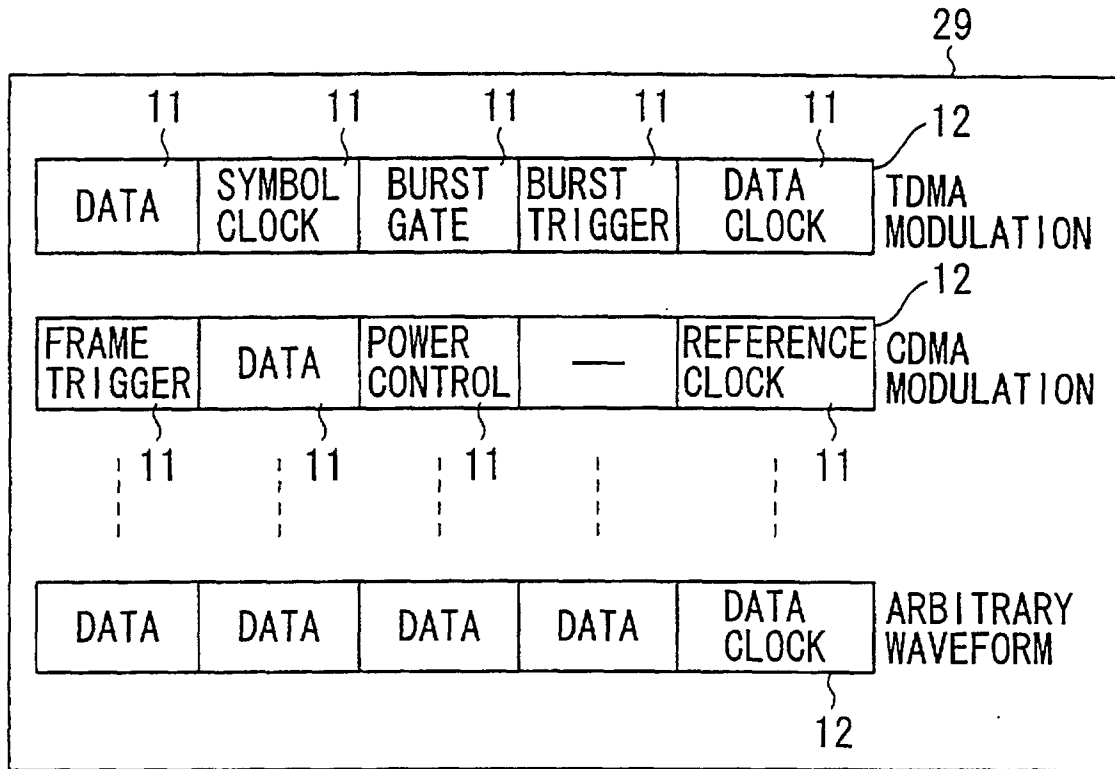 29
11 11 11 11 11
12
DATA
SYMBOL
CLOCK
BURST
GATE
BURST
TRIGGER
DATA
CLOCK
TDMA
MODULATION
12
FRAME
TRIGGER
DATA
POWER
CONTROL
—
REFERENCE
CLOCK
CDMA
MODULATION
11 11 11 11
DATA
DATA
DATA
DATA
DATA
CLOCK
ARBITRARY
WAVEFORM
12